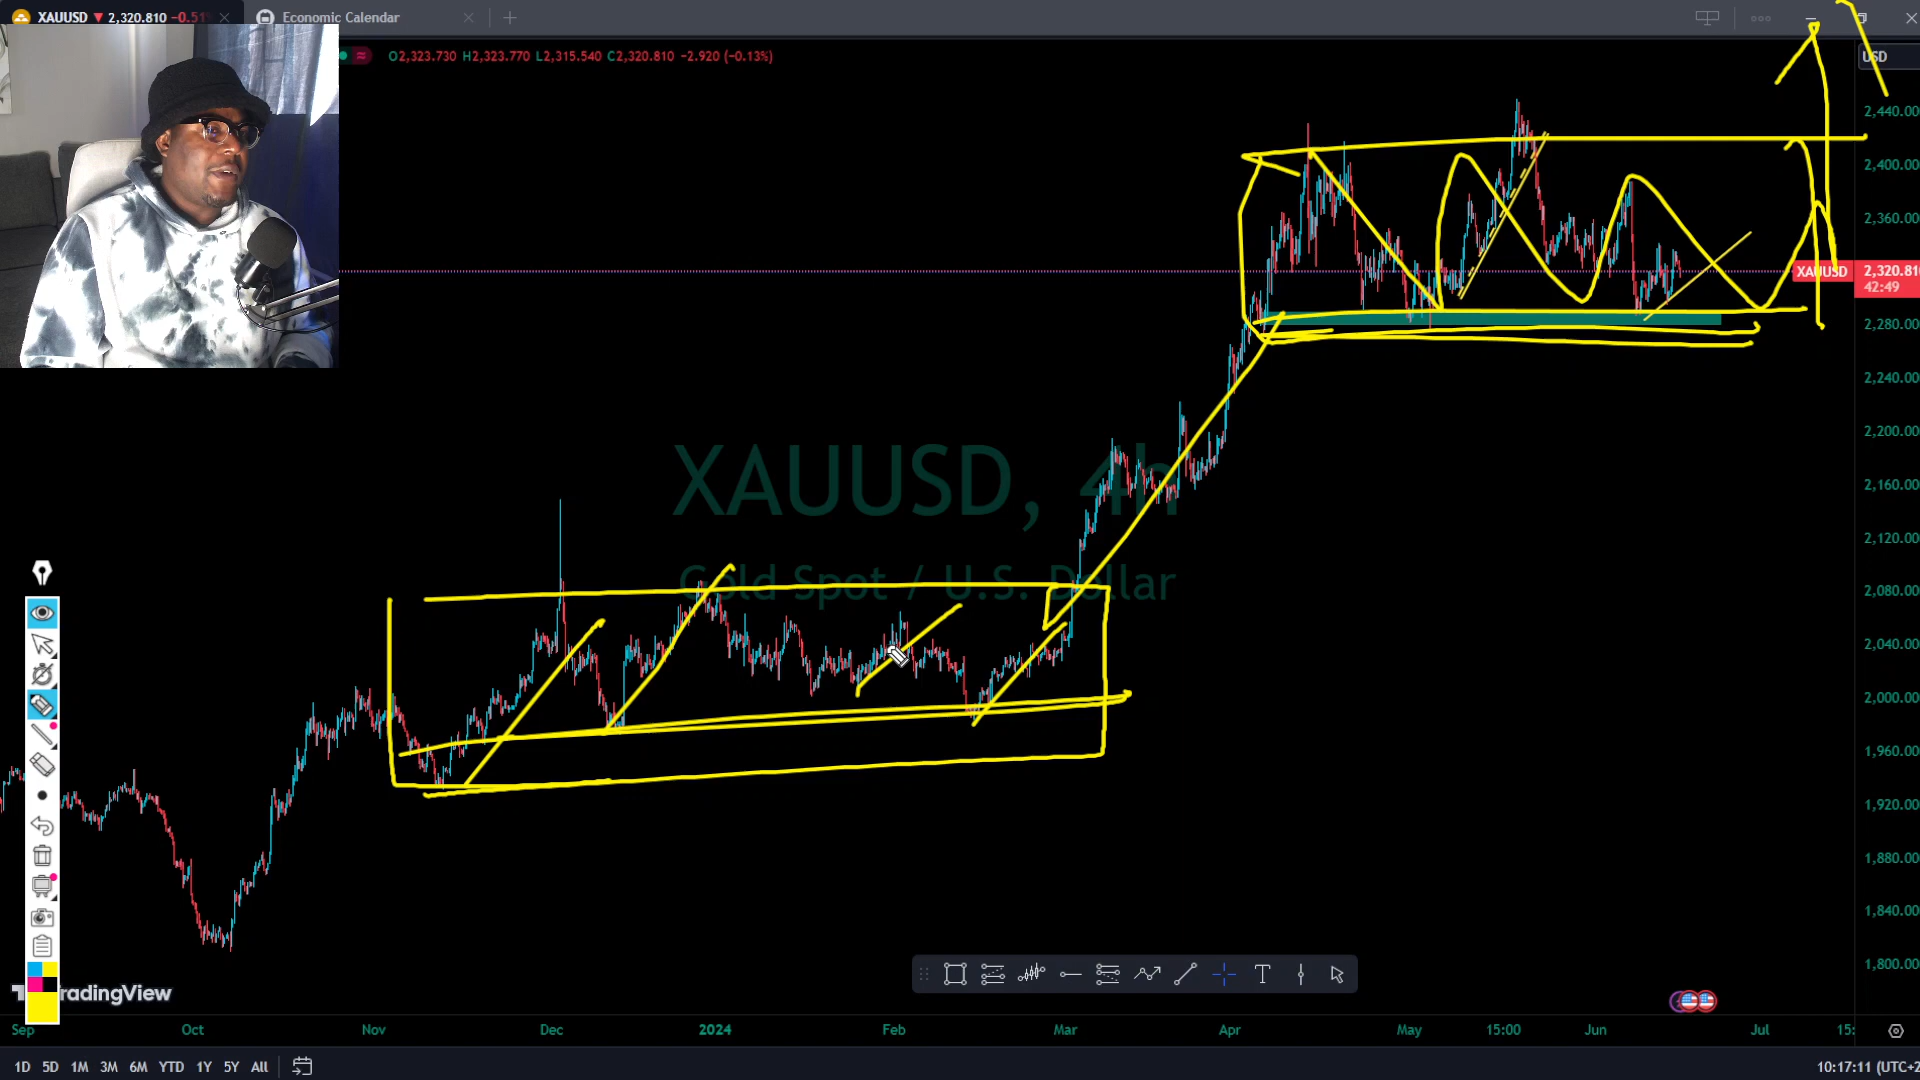 XAUUSD ▼ 2,320.810 -0.51%
Economic Calendar
O2,323.730 H2,323.770 L2,315.540 C2,320.810 -2.920 (-0.13%)
USD
2,440.00
2,400.00
2,360.00
XAUUSD 2,320.810
42:49
2,280.00
2,240.00
2,200.00
2,160.00
2,120.00
2,080.00
2,040.00
2,000.00
1,960.00
1,920.00
1,880.00
1,840.00
1,800.00
XAUUSD, 4h
Gold Spot / U.S. Dollar
TradingView
Sep Oct Nov Dec 2024 Feb Mar Apr May 15:00 Jun Jul 15:
1D 5D 1M 3M 6M YTD 1Y 5Y All
10:17:11 (UTC+2